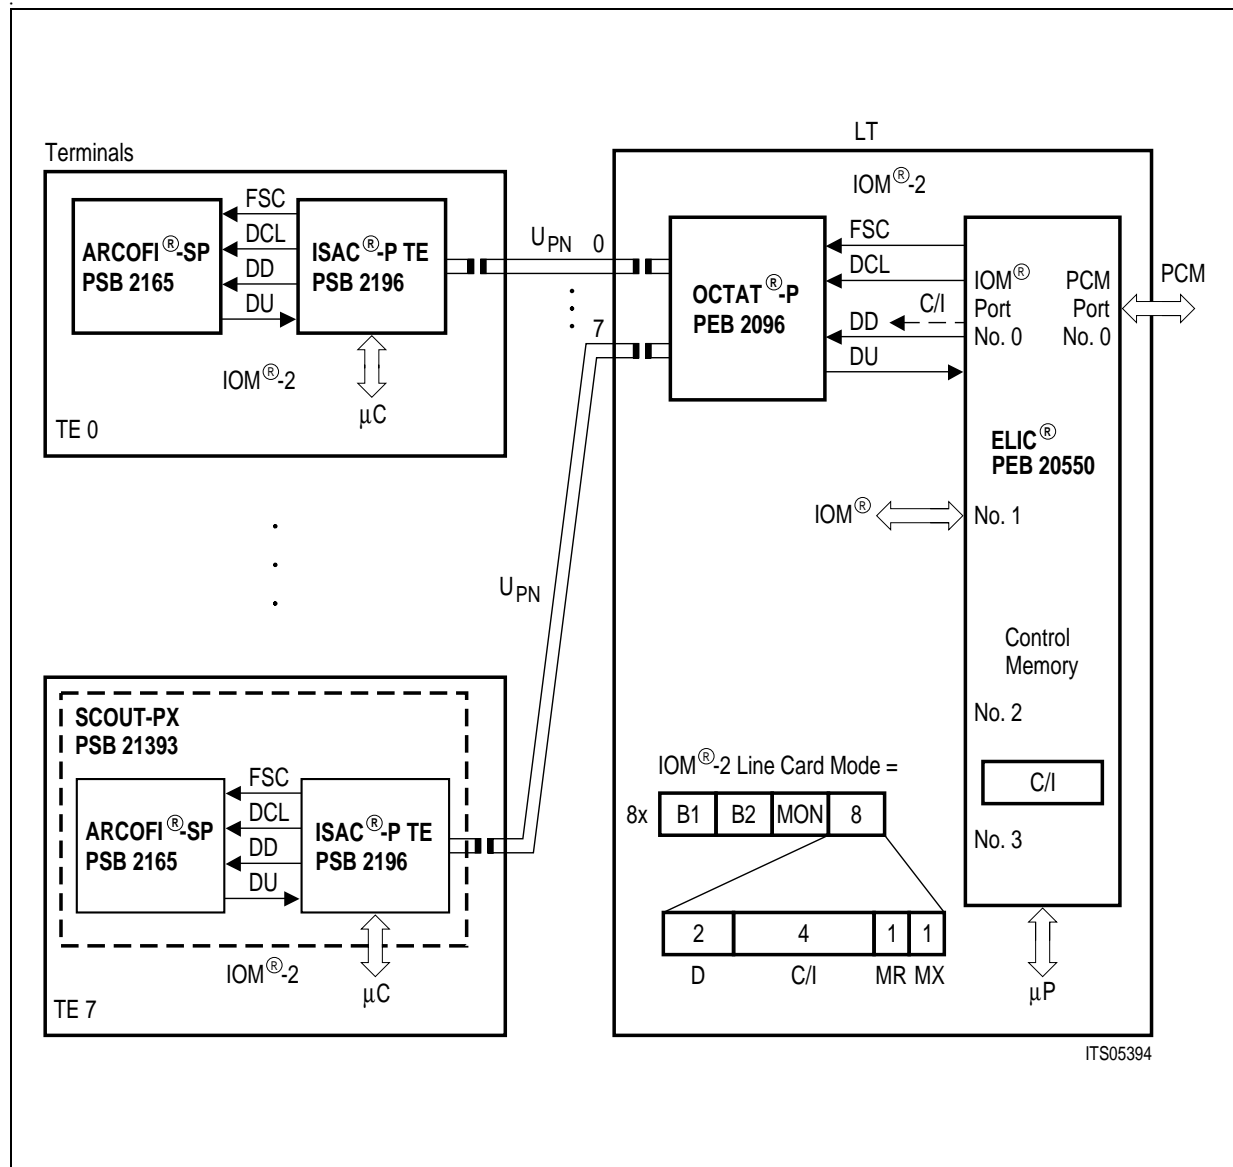 Terminals
ARCOFI®-SP
PSB 2165
FSC
DCL
DD
DU
ISAC®-P TE
PSB 2196
IOM®-2
µC
TE 0
UPN 0
7
UPN
SCOUT-PX
PSB 21393
ARCOFI®-SP
PSB 2165
FSC
DCL
DD
DU
ISAC®-P TE
PSB 2196
IOM®-2
µC
TE 7
LT
IOM®-2
OCTAT®-P
PEB 2096
FSC
DCL
C/I
DD
DU
IOM®
Port
No. 0
PCM
Port
No. 0
PCM
ELIC®
PEB 20550
IOM®
No. 1
Control
Memory
No. 2
C/I
No. 3
µP
IOM®-2 Line Card Mode =
8x B1 B2 MON 8
2 4 1 1
D C/I MR MX
ITS05394